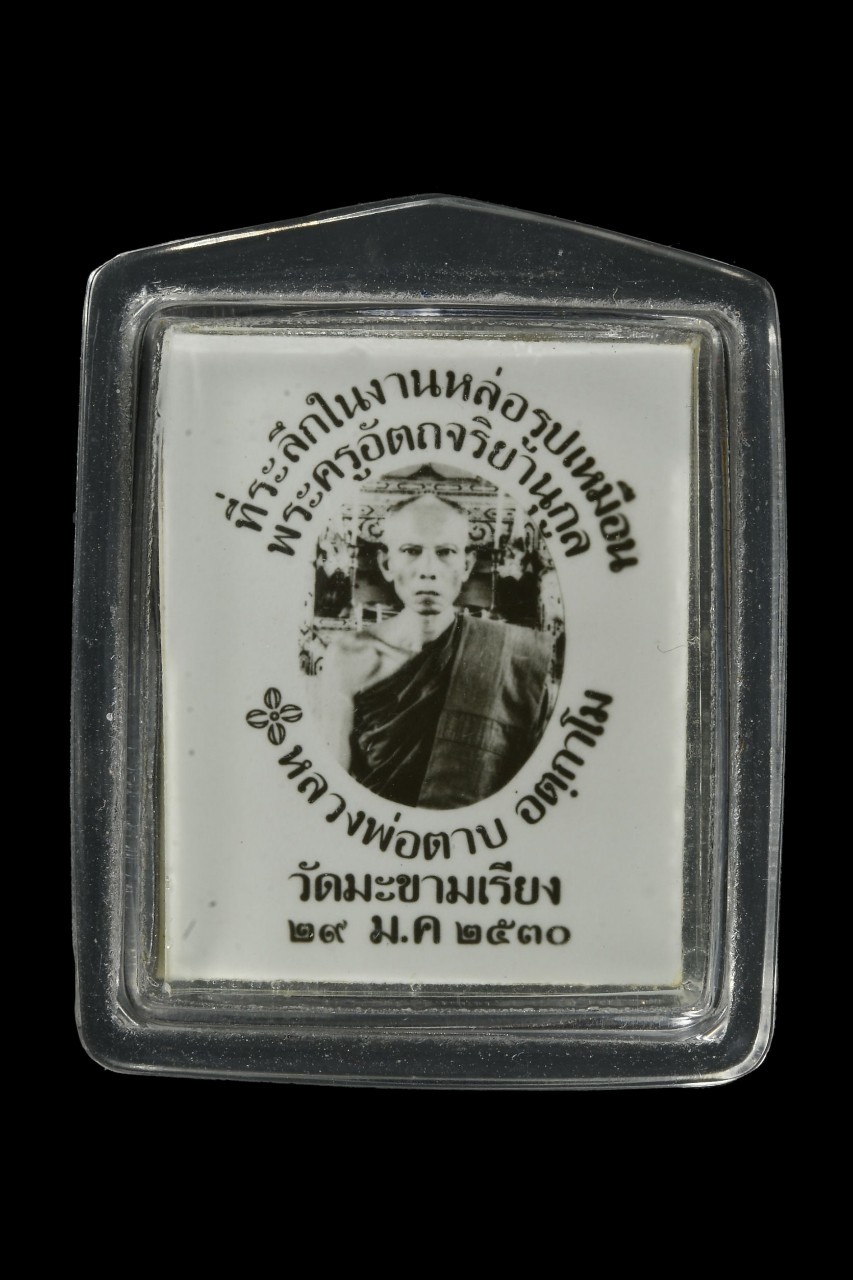 ที่ระลึกในงานหล่อรูปเหมือน
พระครูอัตถจริยานุกูล
หลวงพ่อตาบ อตฺกาโม
วัดมะขามเรียง
๒๙ ม.ค ๒๕๓๐